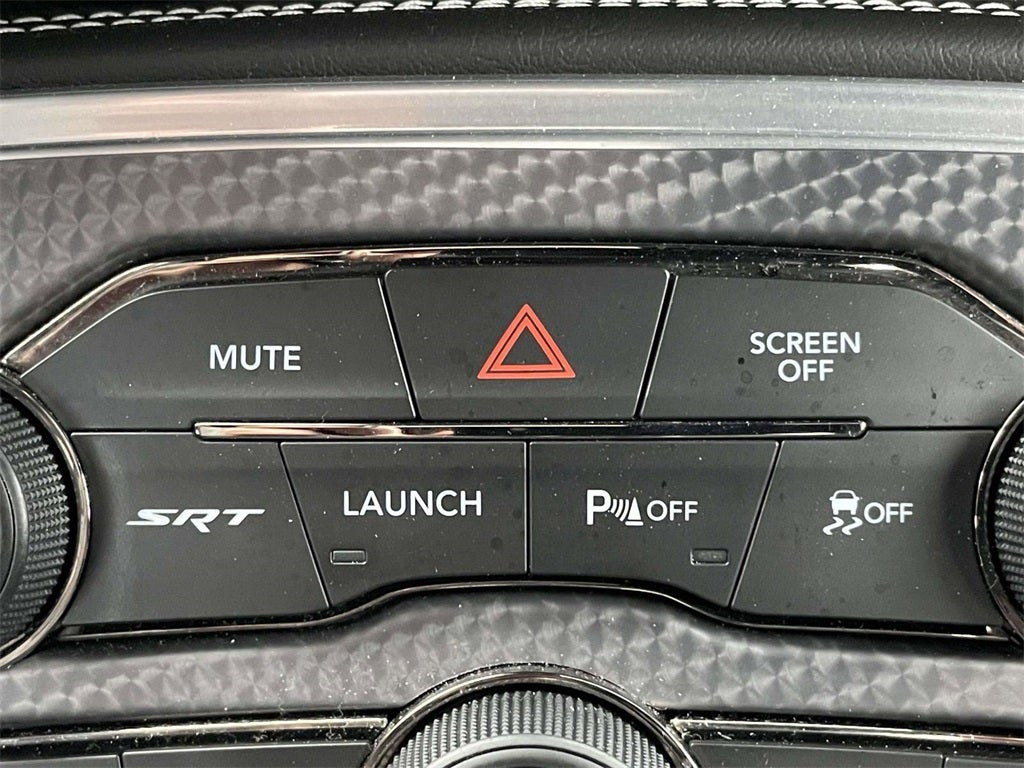 MUTE
SCREEN
OFF
SRT
LAUNCH
P OFF
OFF